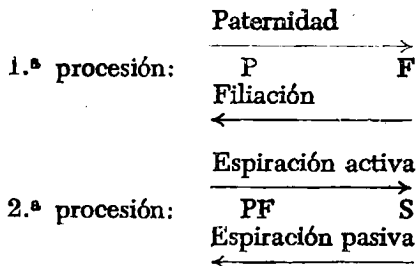 Paternidad
1.ª procesión: P F
Filiación
Espiración activa
2.ª procesión: PF S
Espiración pasiva